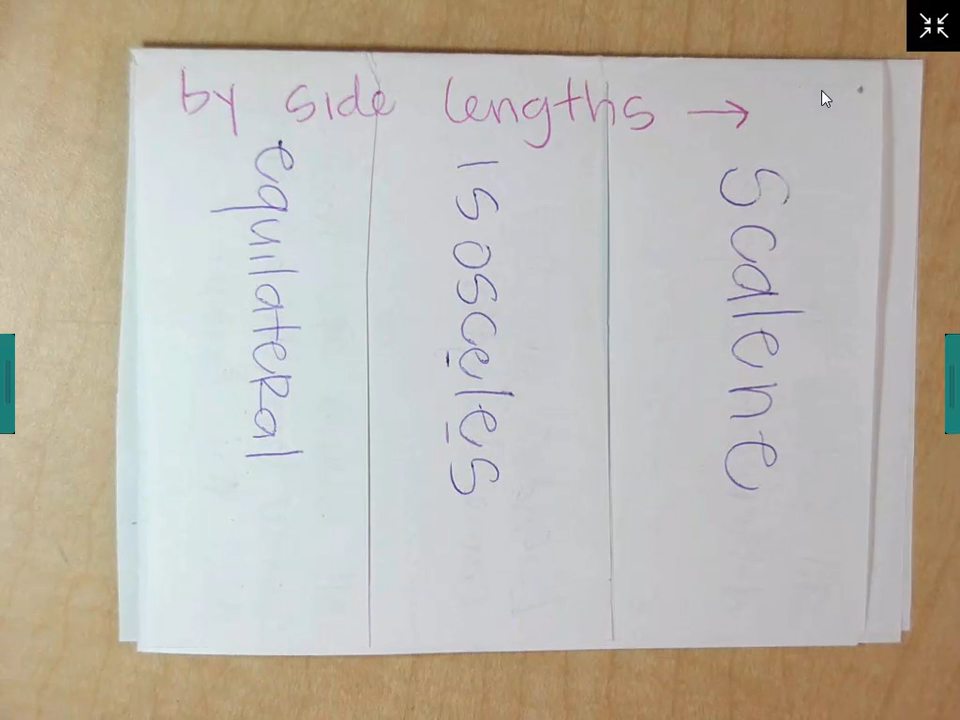 by side lengths →
equilateral
isosceles
Scalene